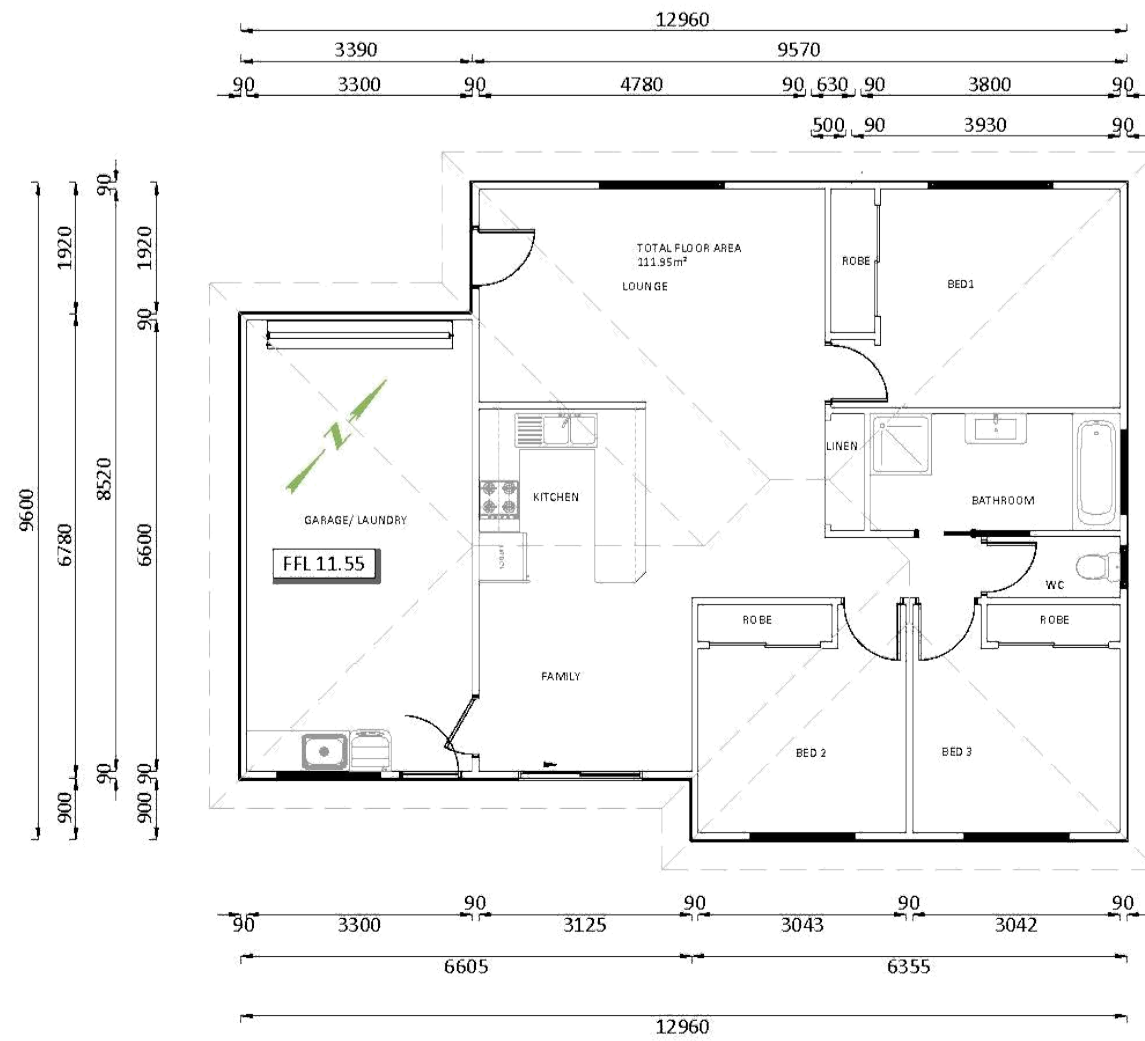 12960
3390
9570
90
3300
90
4780
90
630
90
3800
90
500
90
3930
90
9600
1920
6780
900
90
8520
90
1920
90
6600
90
900
TOTAL FLOOR AREA
111.95m²
LOUNGE
ROBE
BED1
GARAGE/ LAUNDRY
FFL 11.55
KITCHEN
LINEN
BATHROOM
WC
ROBE
ROBE
FAMILY
BED 2
BED 3
90
3300
90
3125
90
3043
90
3042
90
6605
6355
12960